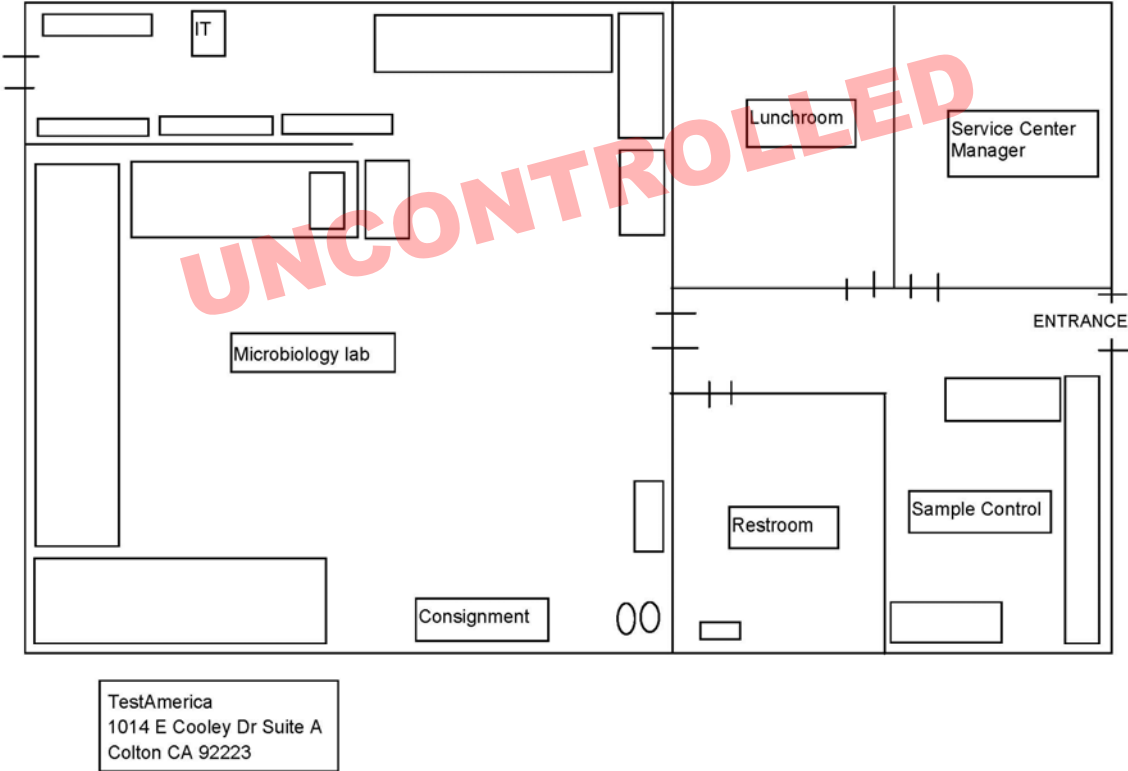 IT
UNCONTROLLED
Lunchroom
Service Center
Manager
ENTRANCE
Microbiology lab
Sample Control
Restroom
Consignment
TestAmerica
1014 E Cooley Dr Suite A
Colton CA 92223